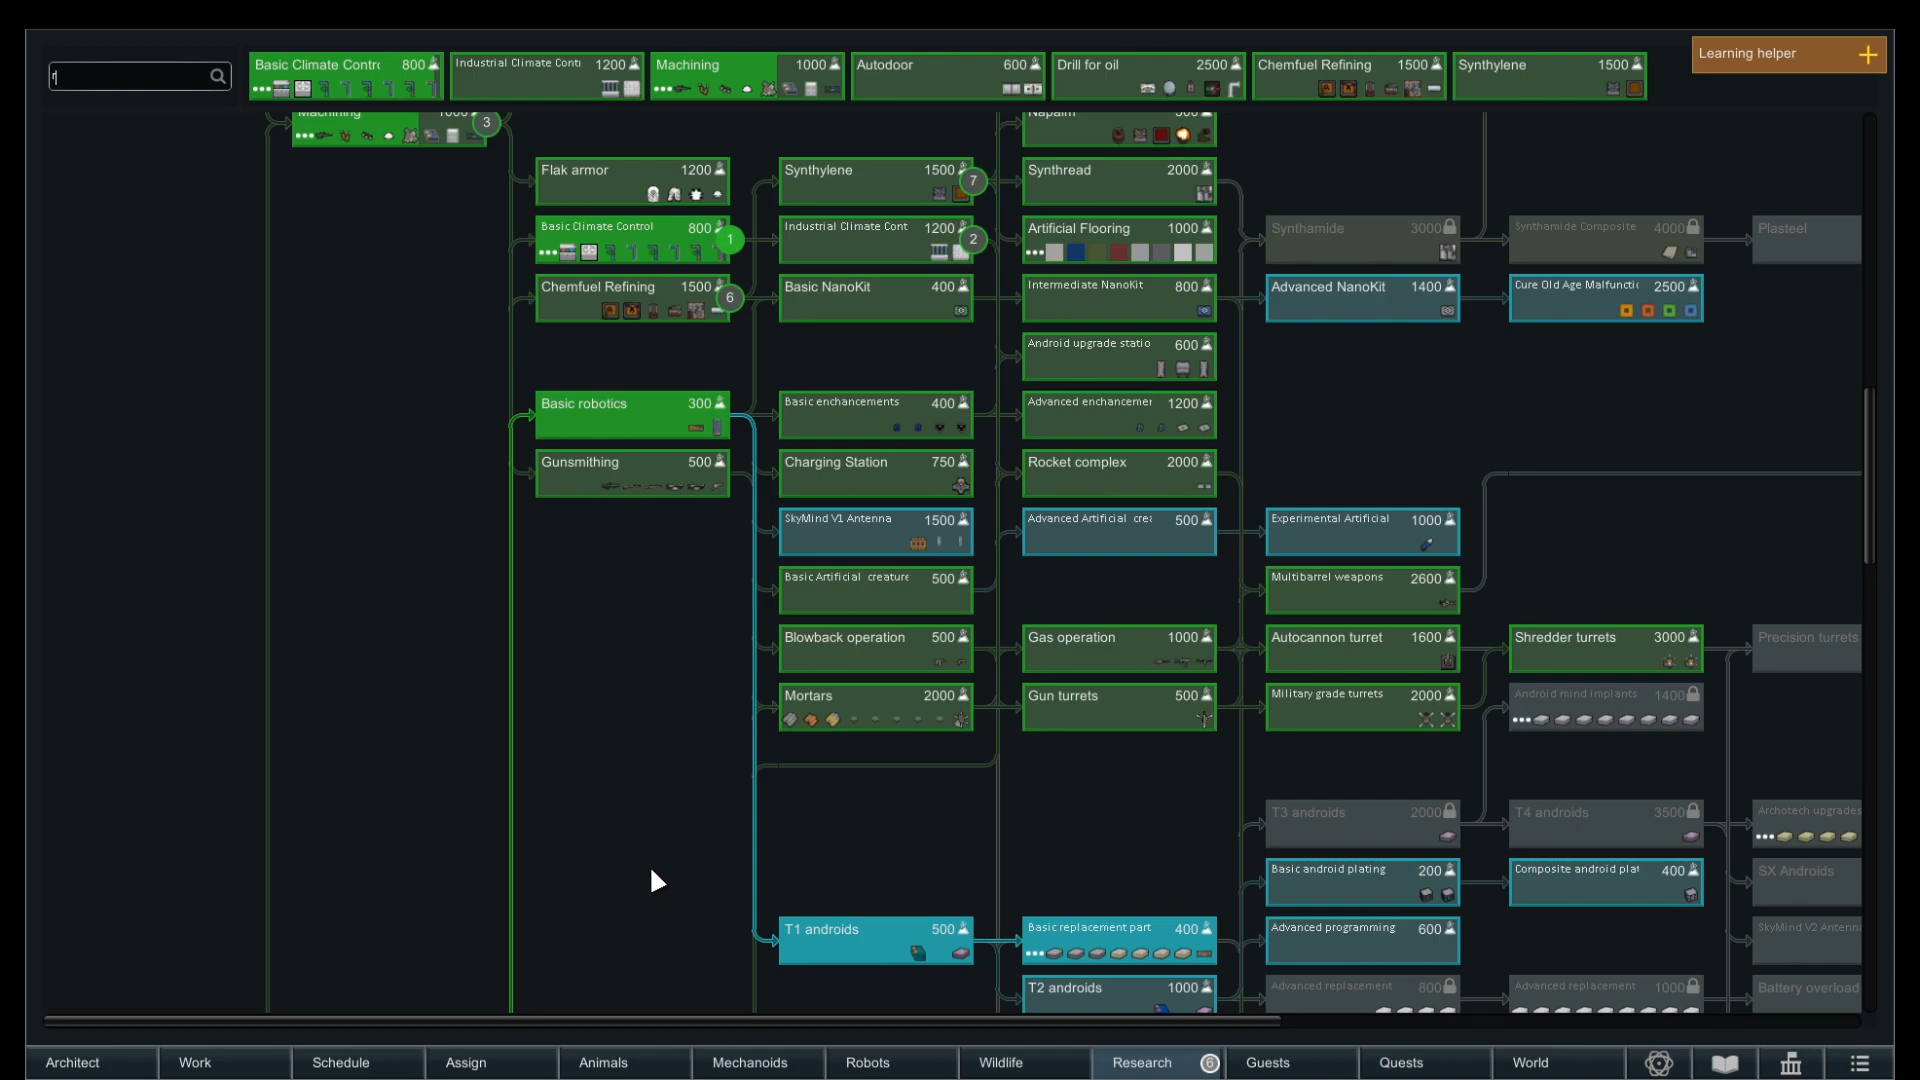 r
Basic Climate Contr 800
Industrial Climate Conti 1200
Machining 1000
Autodoor 600
Drill for oil 2500
Chemfuel Refining 1500
Synthylene 1500
Learning helper
Machining 1000 3
Napalm
Flak armor 1200
Synthylene 1500 7
Synthread 2000
Basic Climate Control 800 1
Industrial Climate Cont 1200 2
Artificial Flooring 1000
Synthamide 3000
Synthamide Composite 4000
Plasteel
Chemfuel Refining 1500 6
Basic NanoKit 400
Intermediate NanoKit 800
Advanced NanoKit 1400
Cure Old Age Malfuncti 2500
Android upgrade statio 600
Basic robotics 300
Basic enchancements 400
Advanced enchancemer 1200
Gunsmithing 500
Charging Station 750
Rocket complex 2000
SkyMind V1 Antenna 1500
Advanced Artificial crea 500
Experimental Artificial 1000
Basic Artificial creature 500
Multibarrel weapons 2600
Blowback operation 500
Gas operation 1000
Autocannon turret 1600
Shredder turrets 3000
Precision turrets
Mortars 2000
Gun turrets 500
Military grade turrets 2000
Android mind implants 1400
T3 androids 2000
T4 androids 3500
Archotech upgrades
Basic android plating 200
Composite android plat 400
SX Androids
T1 androids 500
Basic replacement part 400
Advanced programming 600
SkyMind V2 Antenn
T2 androids 1000
Advanced replacement 800
Advanced replacement 1000
Battery overload
Architect Work Schedule Assign Animals Mechanoids Robots Wildlife Research 6 Guests Quests World